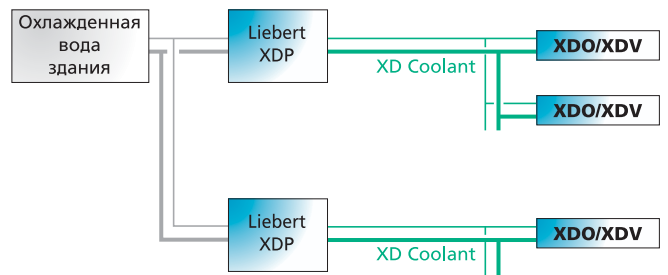 Охлажденная
вода
здания
Liebert
XDP
XD Coolant
XDO/XDV
XDO/XDV
Liebert
XDP
XD Coolant
XDO/XDV